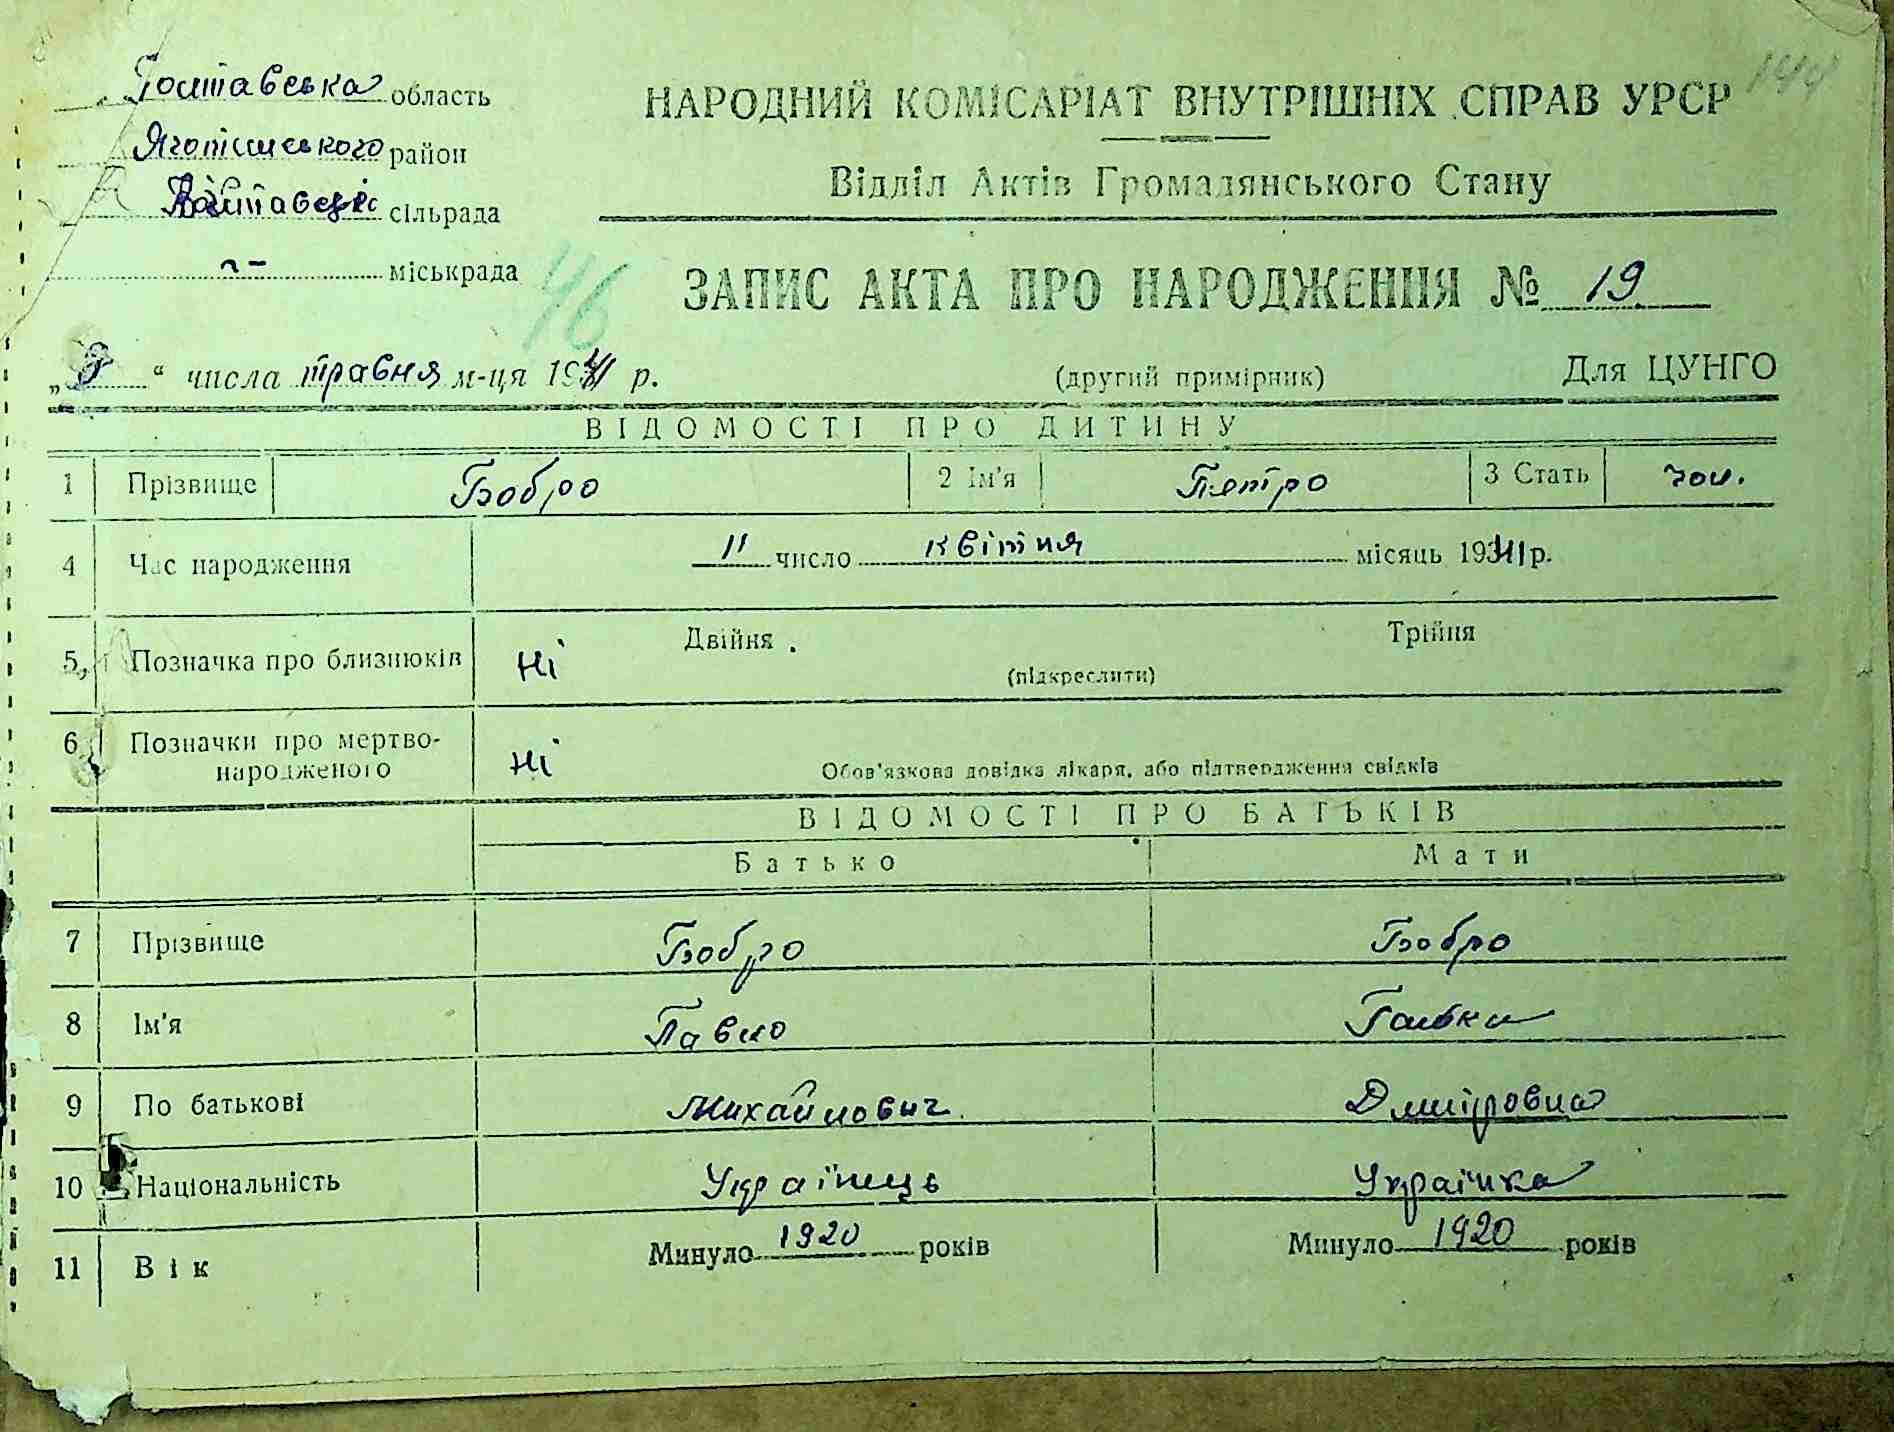 Полтавська область
Яготинського район
сільрада
міськрада
НАРОДНИЙ КОМІСАРІАТ ВНУТРІШНІХ СПРАВ УРСР
Відділ Актів Громадянського Стану
46
ЗАПИС АКТА ПРО НАРОДЖЕННЯ № 19
числа травня м-ця 1941 р.
(другий примірник)
Для ЦУНГО
ВІДОМОСТІ ПРО ДИТИНУ
1 Прізвище Бобро 2 Ім'я Петро 3 Стать чол.
4 Час народження 11 число квітня місяць 1941 р.
5 Позначка про близнюків Ні Двійня Трійня
(підкреслити)
6 Позначки про мертво-
народженого Ні Обов'язкова довідка лікаря, або підтвердження свідків
ВІДОМОСТІ ПРО БАТЬКІВ
Батько Мати
7 Прізвище Бобро Бобро
8 Ім'я Павло Галька
9 По батькові Михайлович Дмитровна
10 Національність Українець Українка
11 Вік Минуло 1920 років Минуло 1920 років